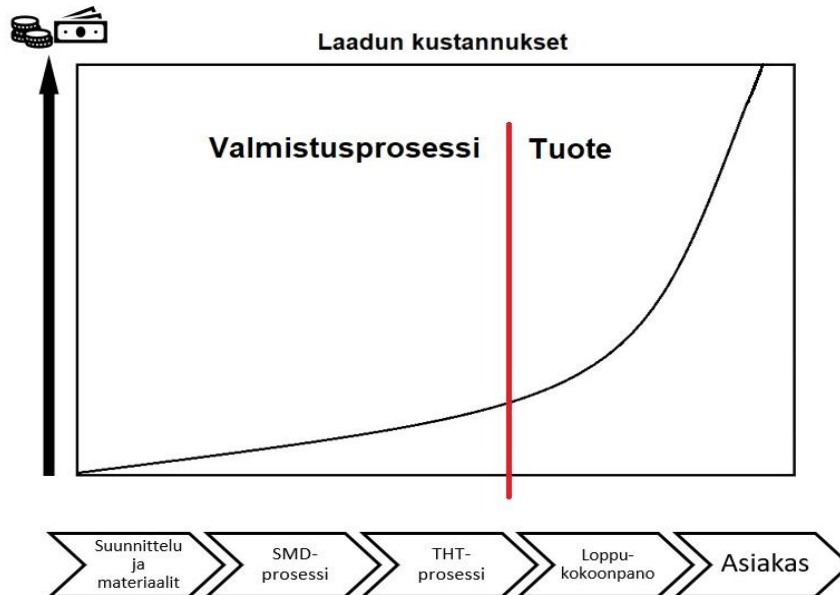 Laadun kustannukset
Valmistusprosessi
Tuote
Suunnittelu
ja
materiaalit
SMD-
prosessi
THT-
prosessi
Loppu-
kokoonpano
Asiakas